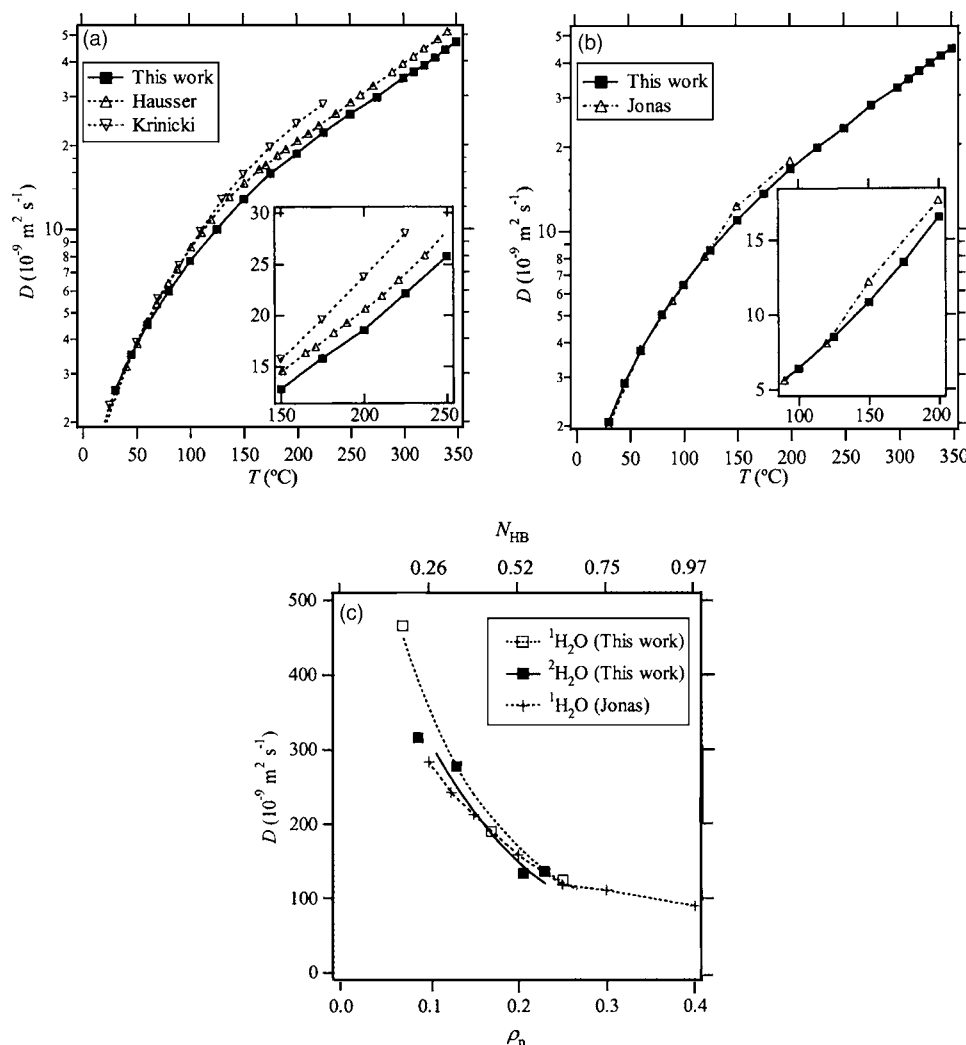 (a)
This work
Hausser
Krinicki
D (10⁻⁹ m² s⁻¹)
5
4
3
2
10
9
8
7
6
5
4
3
2
0 50 100 150 200 250 300 350
T (°C)
30
25
20
15
150 200 250
(b)
This work
Jonas
D (10⁻⁹ m² s⁻¹)
5
4
3
2
10
9
8
7
6
5
4
3
2
0 50 100 150 200 250 300 350
T (°C)
15
10
5
100 150 200
N_HB
0.26 0.52 0.75 0.97
(c)
¹H₂O (This work)
²H₂O (This work)
¹H₂O (Jonas)
D (10⁻⁹ m² s⁻¹)
500
400
300
200
100
0
0.0 0.1 0.2 0.3 0.4
ρₙ